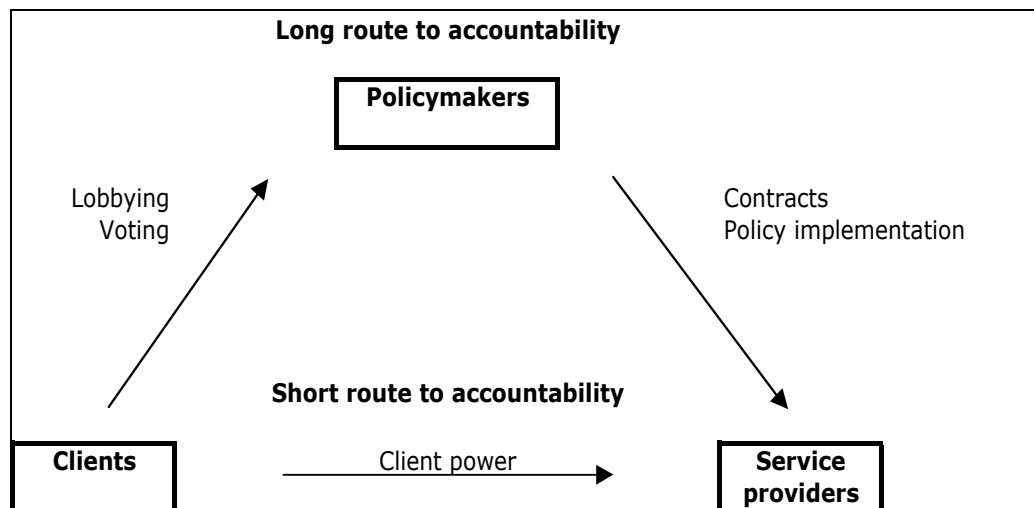 Long route to accountability
Policymakers
Lobbying
Voting
Contracts
Policy implementation
Short route to accountability
Clients
Client power
Service
providers